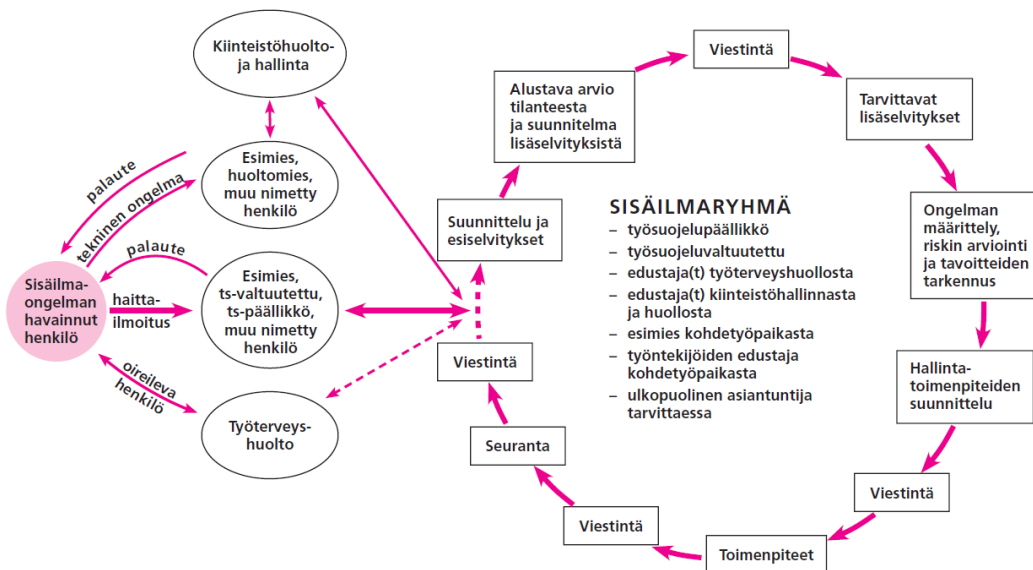 Kiinteistöhuolto-
ja hallinta
palaute
tekninen ongelma
Esimies,
huoltomies,
muu nimetty
henkilö
palaute
Sisäilma-
ongelman
havainnut
henkilö
haitta-
ilmoitus
Esimies,
ts-valtuutettu,
ts-päällikkö,
muu nimetty
henkilö
oireileva
henkilö
Työterveys-
huolto
Viestintä
Suunnittelu ja
esiselvitykset
Alustava arvio
tilanteesta
ja suunnitelma
lisäselvityksistä
Viestintä
Tarvittavat
lisäselvitykset
Ongelman
määrittely,
riskin arviointi
ja tavoitteiden
tarkennus
Hallinta-
toimenpiteiden
suunnittelu
Viestintä
Toimenpiteet
Viestintä
Seuranta
SISÄILMARYHMÄ
– työsuojelupäällikkö
– työsuojeluvaltuutettu
– edustaja(t) työterveyshuollosta
– edustaja(t) kiinteistöhallinnasta
ja huollosta
– esimies kohdetyöpaikasta
– työntekijöiden edustaja
kohdetyöpaikasta
– ulkopuolinen asiantuntija
tarvittaessa